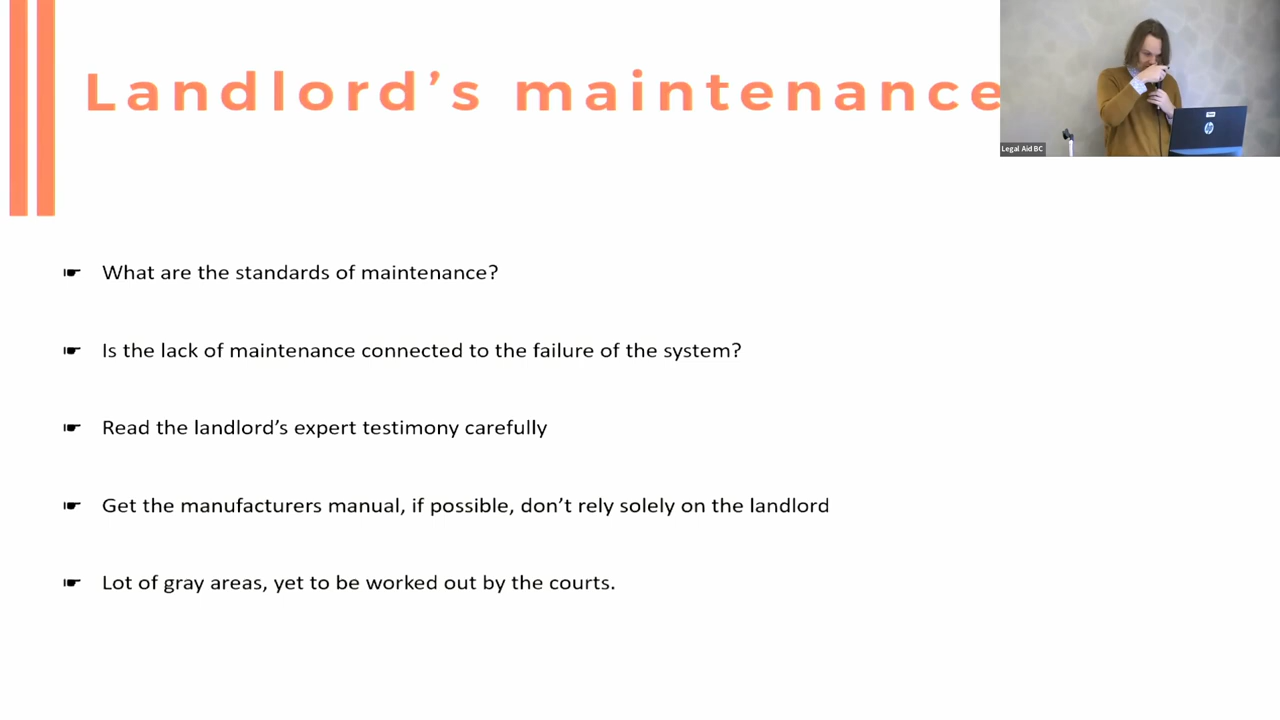 Landlord's maintenance
Legal Aid BC
hp
What are the standards of maintenance?
Is the lack of maintenance connected to the failure of the system?
Read the landlord's expert testimony carefully
Get the manufacturers manual, if possible, don't rely solely on the landlord
Lot of gray areas, yet to be worked out by the courts.